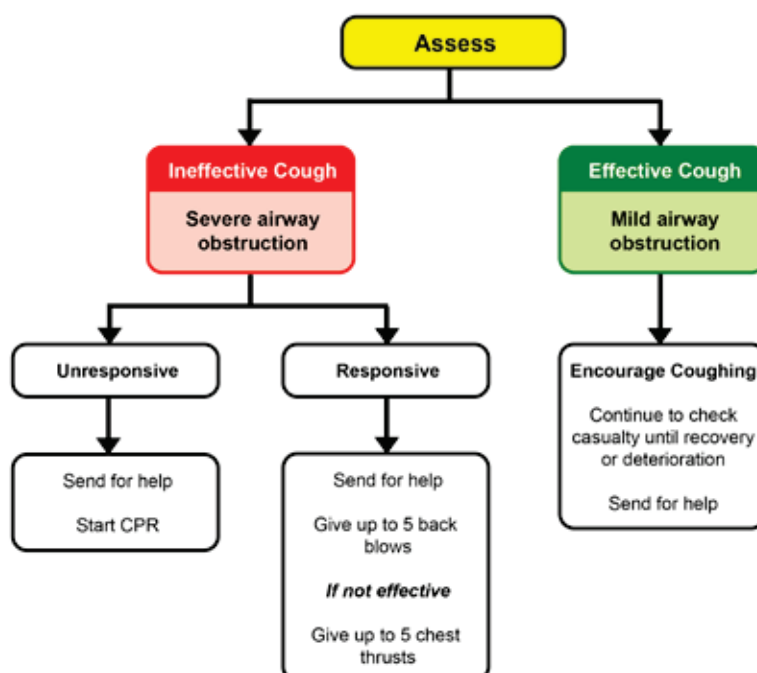 Assess
Ineffective Cough
Severe airway
obstruction
Effective Cough
Mild airway
obstruction
Unresponsive
Responsive
Encourage Coughing
Continue to check
casualty until recovery
or deterioration
Send for help
Send for help
Start CPR
Send for help
Give up to 5 back
blows
If not effective
Give up to 5 chest
thrusts